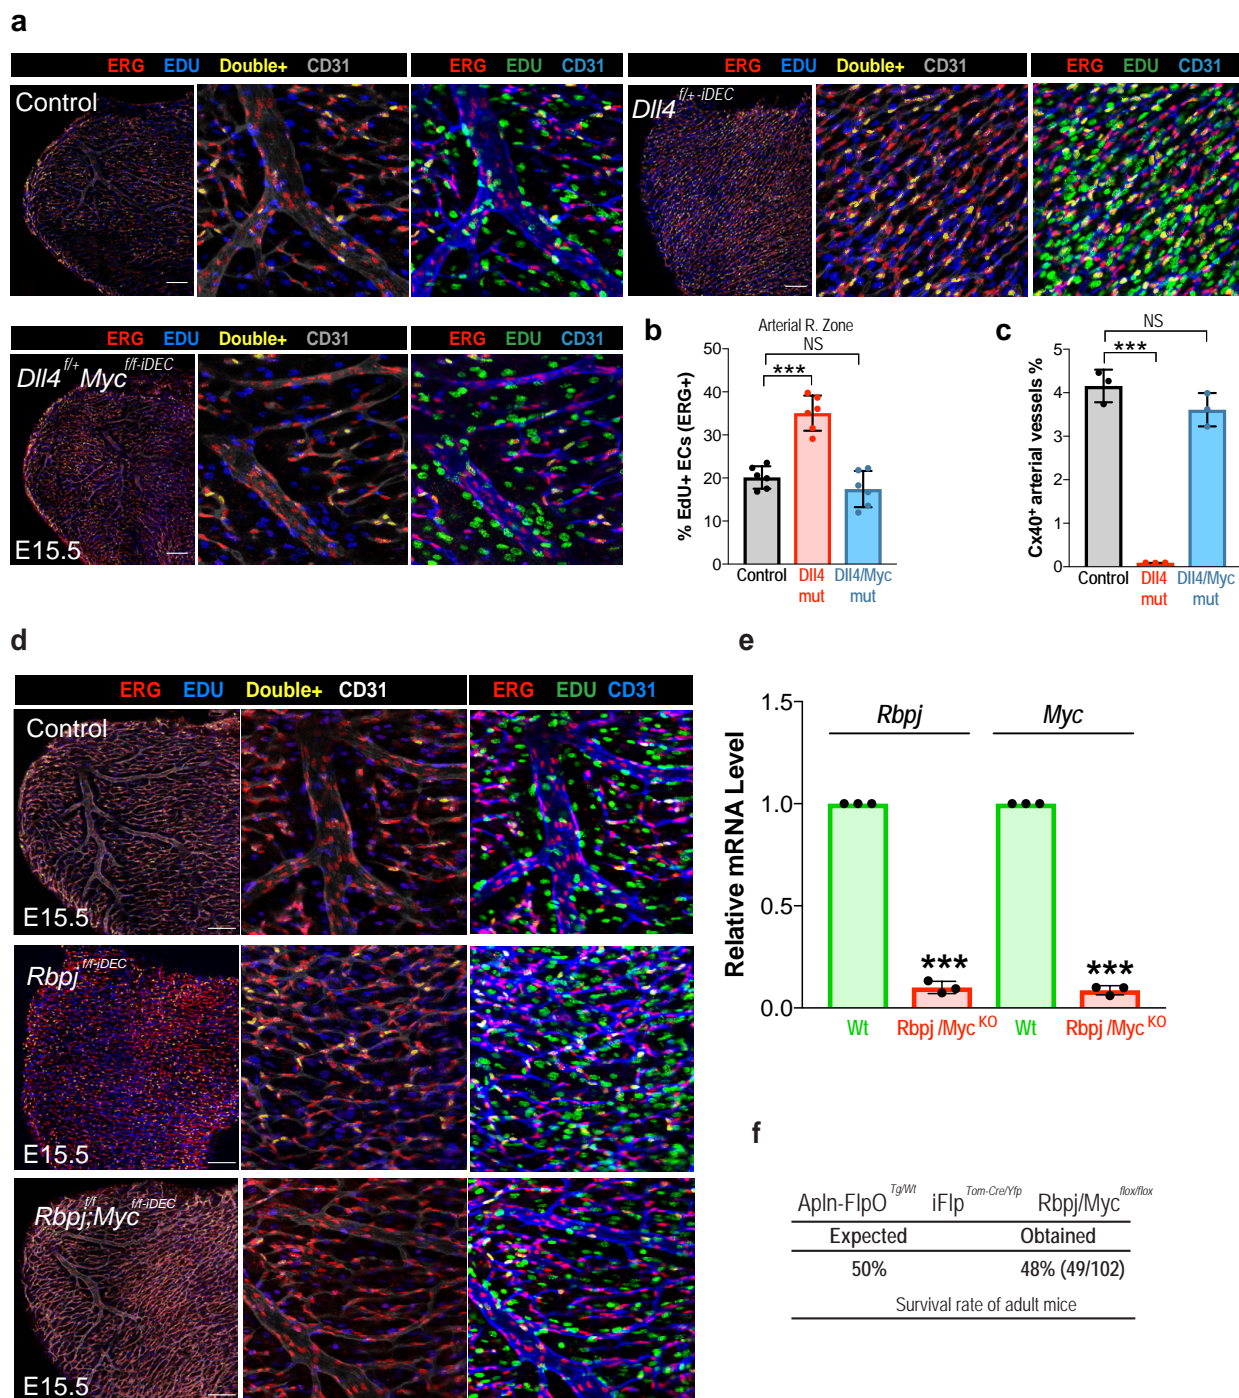 a
ERG EDU Double+ CD31 ERG EDU CD31
ERG EDU Double+ CD31 ERG EDU CD31
Control
Dll4 f/+-iDEC
ERG EDU Double+ CD31 ERG EDU CD31
Dll4 f/+ Myc f/f-iDEC
E15.5
b
Arterial R. Zone
NS
***
% EdU+ ECs (ERG+)
50
40
30
20
10
0
Control Dll4 mut Dll4/Myc mut
c
NS
***
Cx40+ arterial vessels %
5
4
3
2
1
0
Control Dll4 mut Dll4/Myc mut
d
ERG EDU Double+ CD31 ERG EDU CD31
Control
E15.5
Rbpj f/f-iDEC
E15.5
Rbpj f/f;Myc f/f-iDEC
E15.5
e
Relative mRNA Level
1.5
1.0
0.5
0.0
Rbpj Myc
*** ***
Wt Rbpj /Myc KO Wt Rbpj /Myc KO
f
Apln-FlpO Tg/Wt iFlp Tom-Cre/Yfp Rbpj/Myc flox/flox
Expected Obtained
50% 48% (49/102)
Survival rate of adult mice